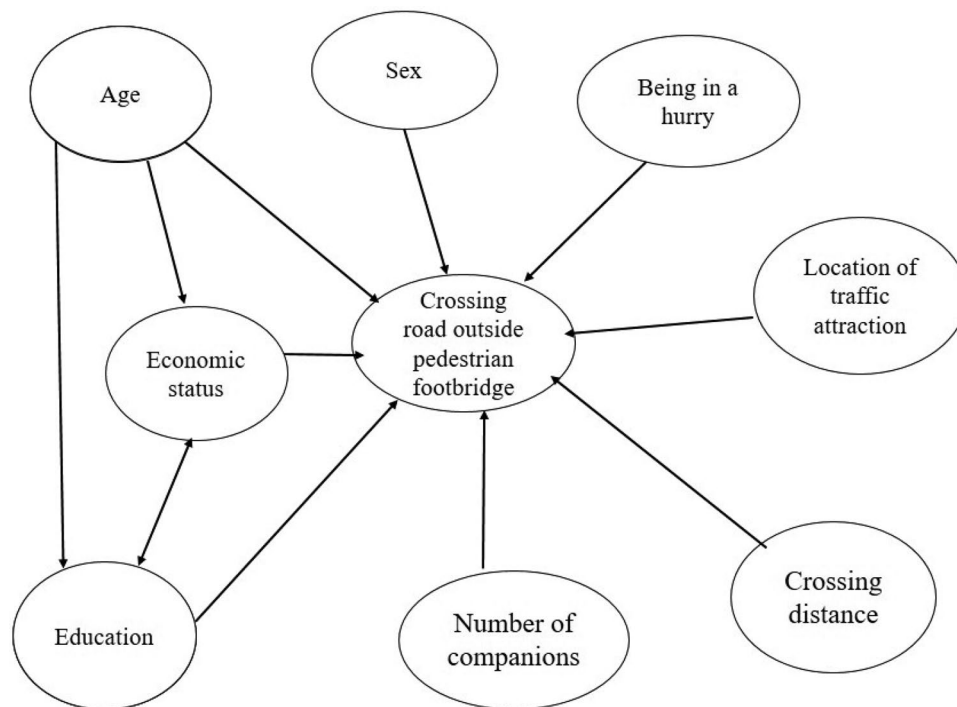 Age
Sex
Being in a
hurry
Location of
traffic
attraction
Crossing
road outside
pedestrian
footbridge
Economic
status
Education
Number of
companions
Crossing
distance